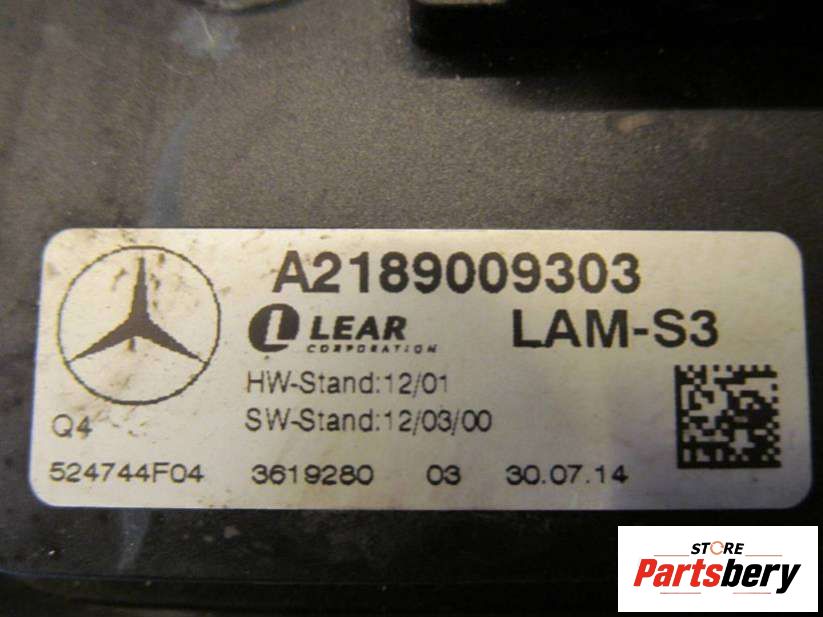 A2189009303
LEAR LAM-S3
CORPORATION
HW-Stand:12/01
Q4 SW-Stand:12/03/00
524744F04 3619280 03 30.07.14
STORE
Partsbery